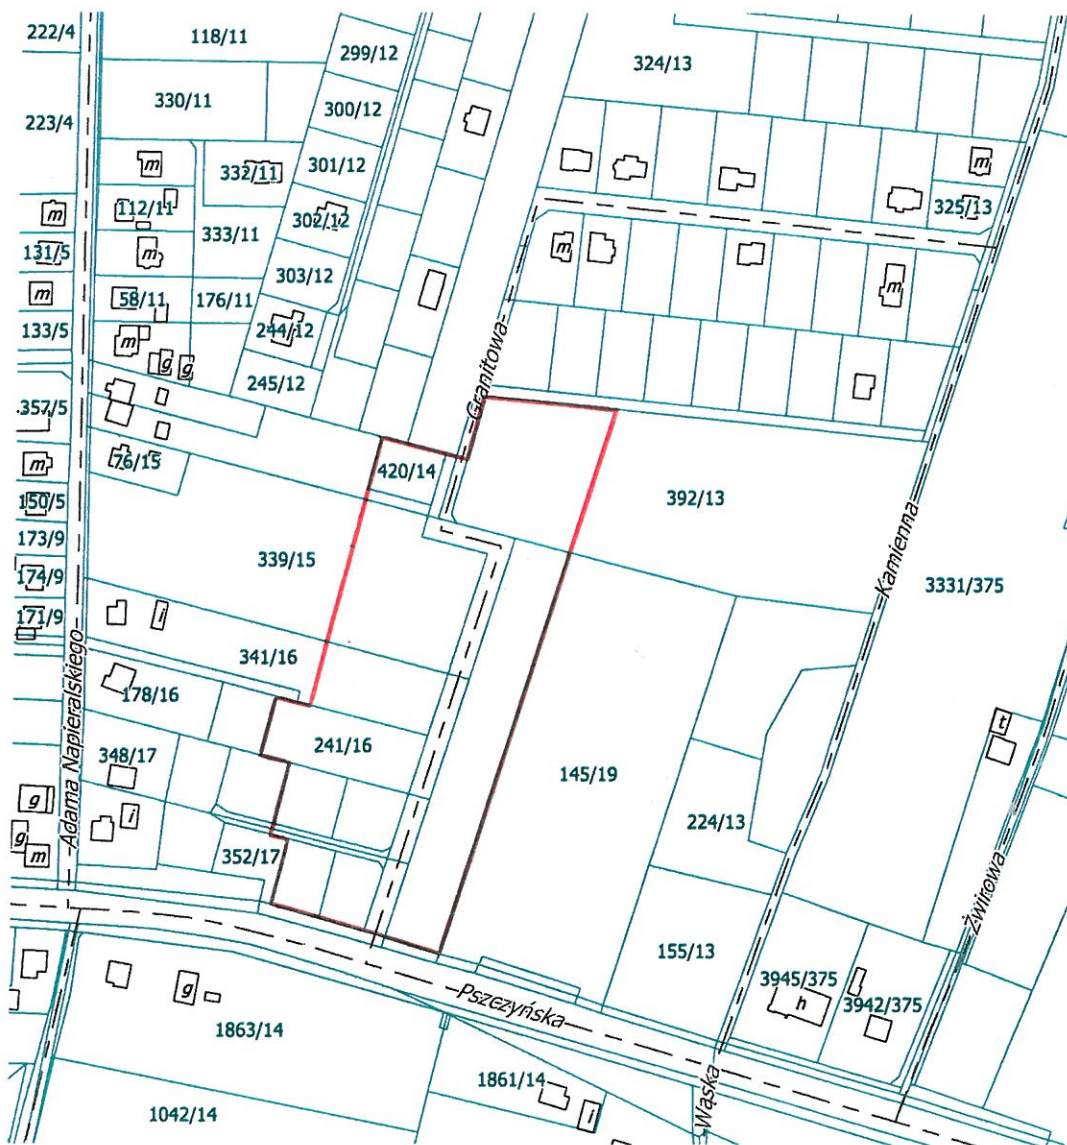 222/4
118/11
299/12
324/13
330/11
300/12
223/4
301/12
m
332/11
m
325/13
112/11
302/12
m
333/11
131/5
m
m
303/12
m
m
58/11
176/11
133/5
244/12
m
g
g
Granitowa
245/12
357/5
420/14
m
76/15
392/13
150/5
173/9
339/15
174/9
Kamienna
3331/375
171/9
i
341/16
Adama Napieralskiego
178/16
241/16
t
348/17
145/19
g
i
224/13
g
m
352/17
Żwirowa
155/13
3945/375
h
3942/375
Pszczyńska
g
1863/14
1861/14
i
Wąska
1042/14